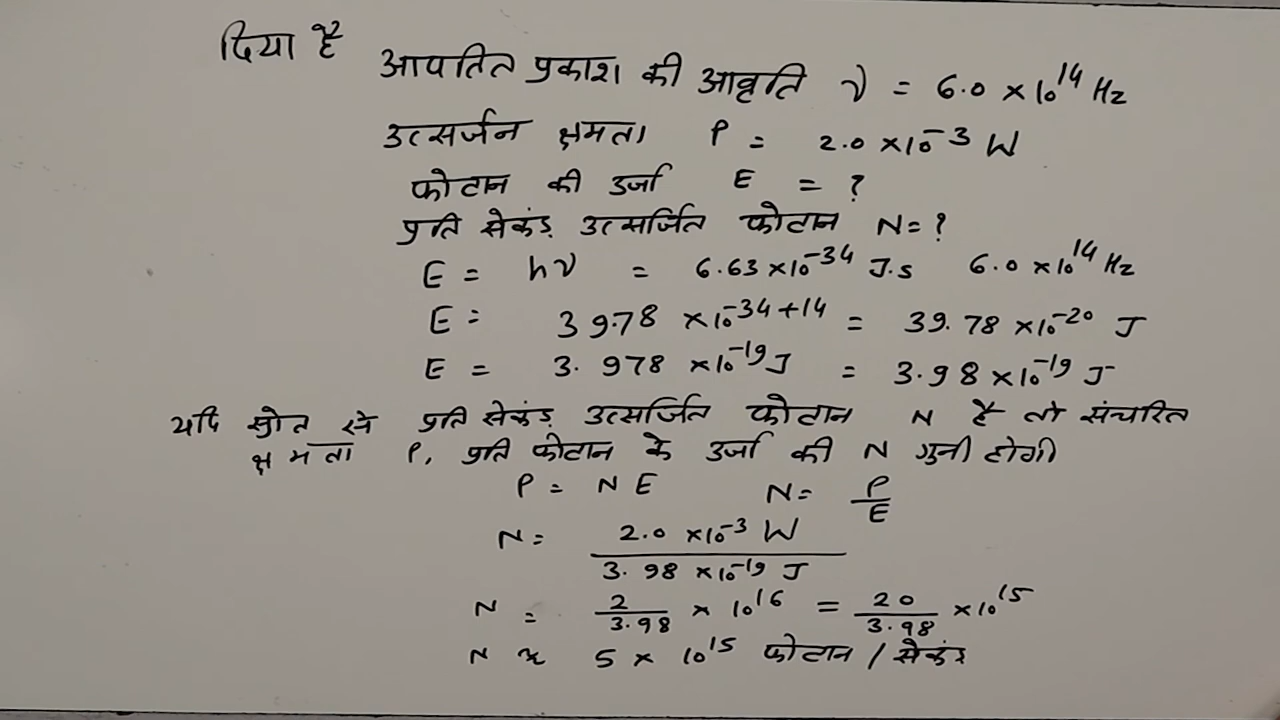 दिया है
आपतित प्रकाश की आवृति ν = 6.0 × 10¹⁴ Hz
उत्सर्जन क्षमता P = 2.0 × 10⁻³ W
फोटान की उर्जा E = ?
प्रति सेकंड उत्सर्जित फोटान N = ?
E = hν = 6.63 × 10⁻³⁴ J.s 6.0 × 10¹⁴ Hz
E = 39.78 × 10⁻³⁴⁺¹⁴ = 39.78 × 10⁻²⁰ J
E = 3.978 × 10⁻¹⁹ J = 3.98 × 10⁻¹⁹ J
यदि स्रोत से प्रति सेकंड उत्सर्जित फोटान N है तो संचरित
क्षमता P, प्रति फोटान के उर्जा की N गुनी होगी
P = N E N = P/E
N = 2.0 × 10⁻³ W / 3.98 × 10⁻¹⁹ J
N = 2/3.98 × 10¹⁶ = 20/3.98 × 10¹⁵
N ≈ 5 × 10¹⁵ फोटान / सेकंड